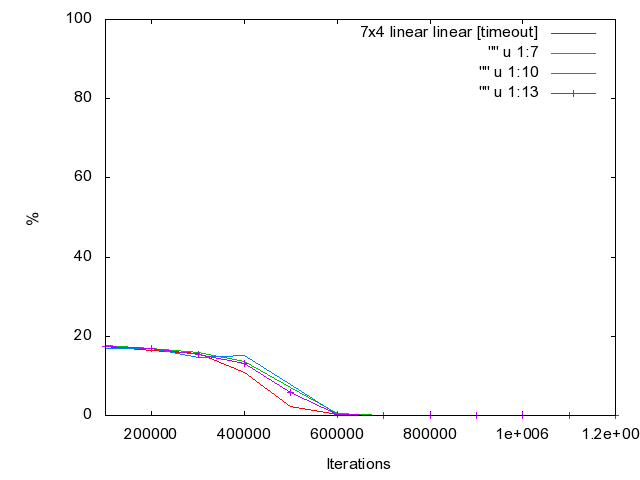 100
80
60
40
20
0
%
7x4 linear linear [timeout]
"" u 1:7
"" u 1:10
"" u 1:13
200000 400000 600000 800000 1e+006 1.2e+00
Iterations